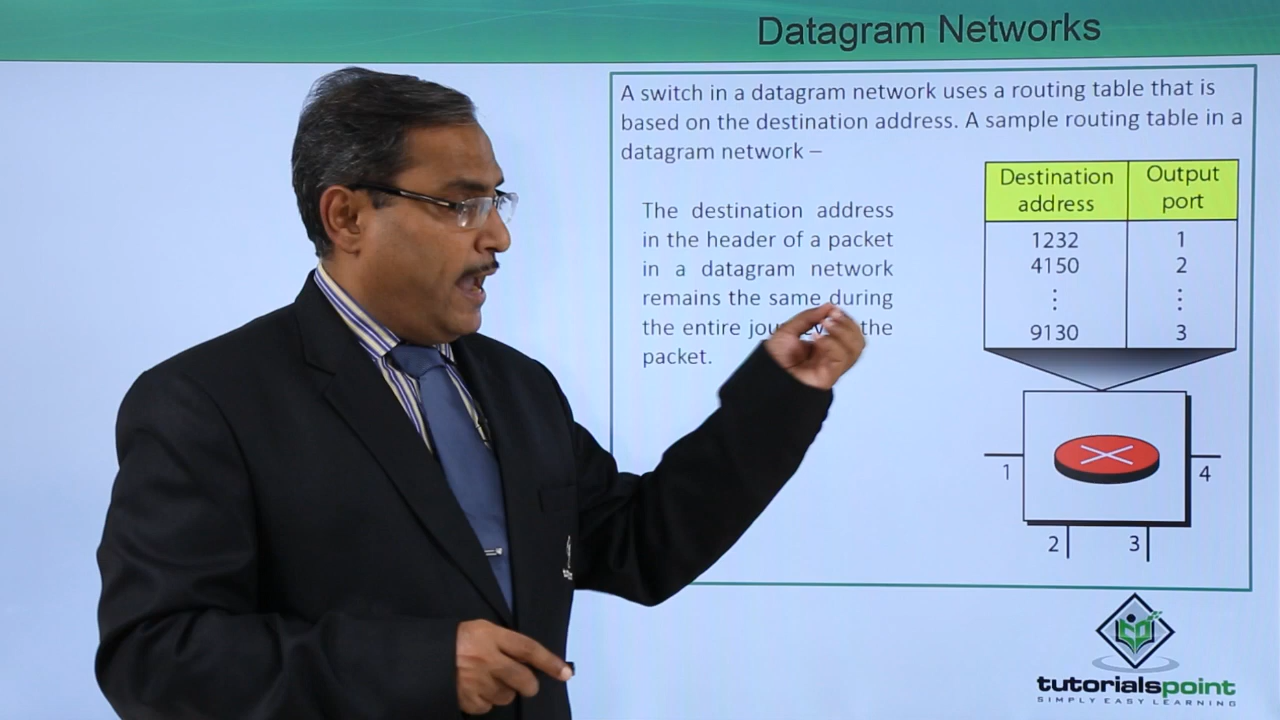 Datagram Networks
A switch in a datagram network uses a routing table that is
based on the destination address. A sample routing table in a
datagram network –
The destination address
in the header of a packet
in a datagram network
remains the same during
the entire the
packet.
Destination address
Output port
1232 1
4150 2
⋮ ⋮
9130 3
1
4
2
3
tutorialspoint
SIMPLY EASY LEARNING